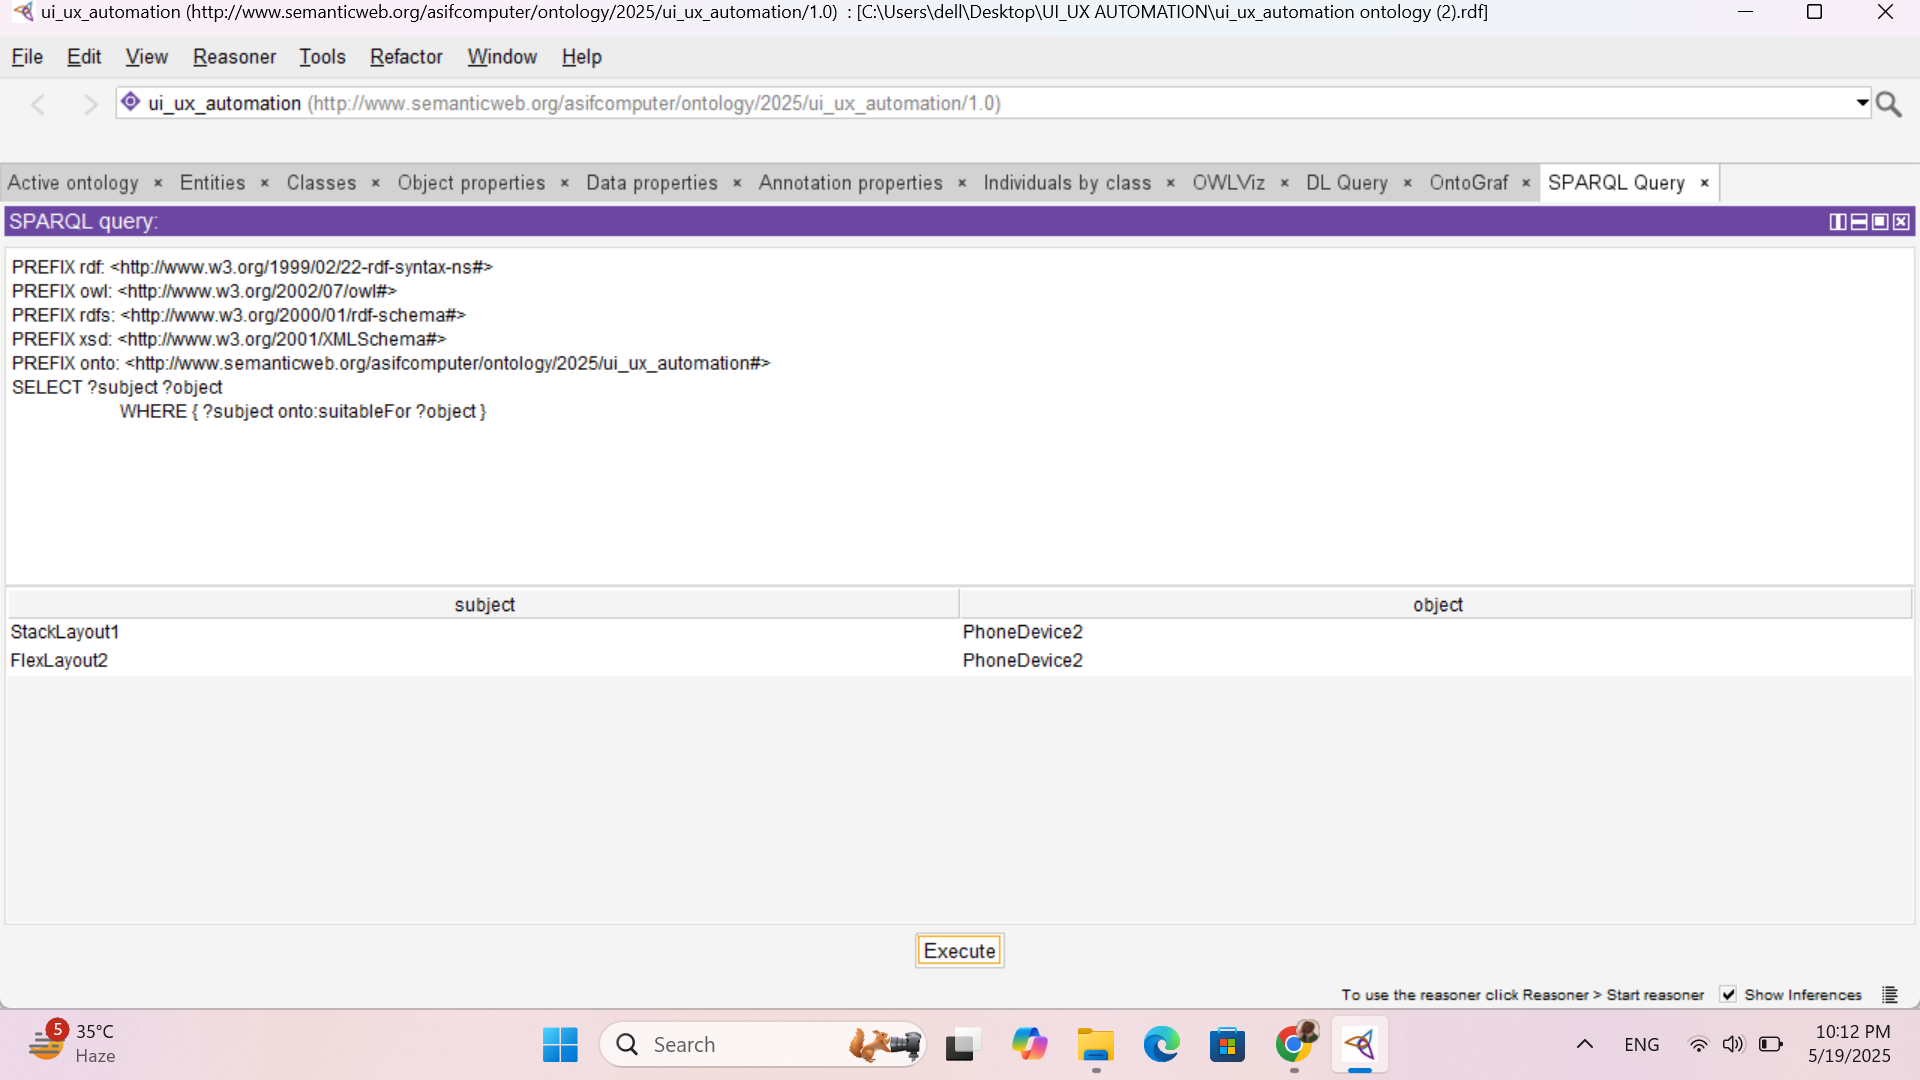 ui_ux_automation (http://www.semanticweb.org/asifcomputer/ontology/2025/ui_ux_automation/1.0) : [C:\Users\dell\Desktop\UI_UX AUTOMATION\ui_ux_automation ontology (2).rdf]
File Edit View Reasoner Tools Refactor Window Help
ui_ux_automation (http://www.semanticweb.org/asifcomputer/ontology/2025/ui_ux_automation/1.0)
Active ontology × Entities × Classes × Object properties × Data properties × Annotation properties × Individuals by class × OWLViz × DL Query × OntoGraf × SPARQL Query ×
SPARQL query:
PREFIX rdf: <http://www.w3.org/1999/02/22-rdf-syntax-ns#>
PREFIX owl: <http://www.w3.org/2002/07/owl#>
PREFIX rdfs: <http://www.w3.org/2000/01/rdf-schema#>
PREFIX xsd: <http://www.w3.org/2001/XMLSchema#>
PREFIX onto: <http://www.semanticweb.org/asifcomputer/ontology/2025/ui_ux_automation#>
SELECT ?subject ?object
WHERE { ?subject onto:suitableFor ?object }
subject object
StackLayout1 PhoneDevice2
FlexLayout2 PhoneDevice2
Execute
To use the reasoner click Reasoner > Start reasoner Show Inferences
5 35°C
Haze
Search
ENG
10:12 PM
5/19/2025